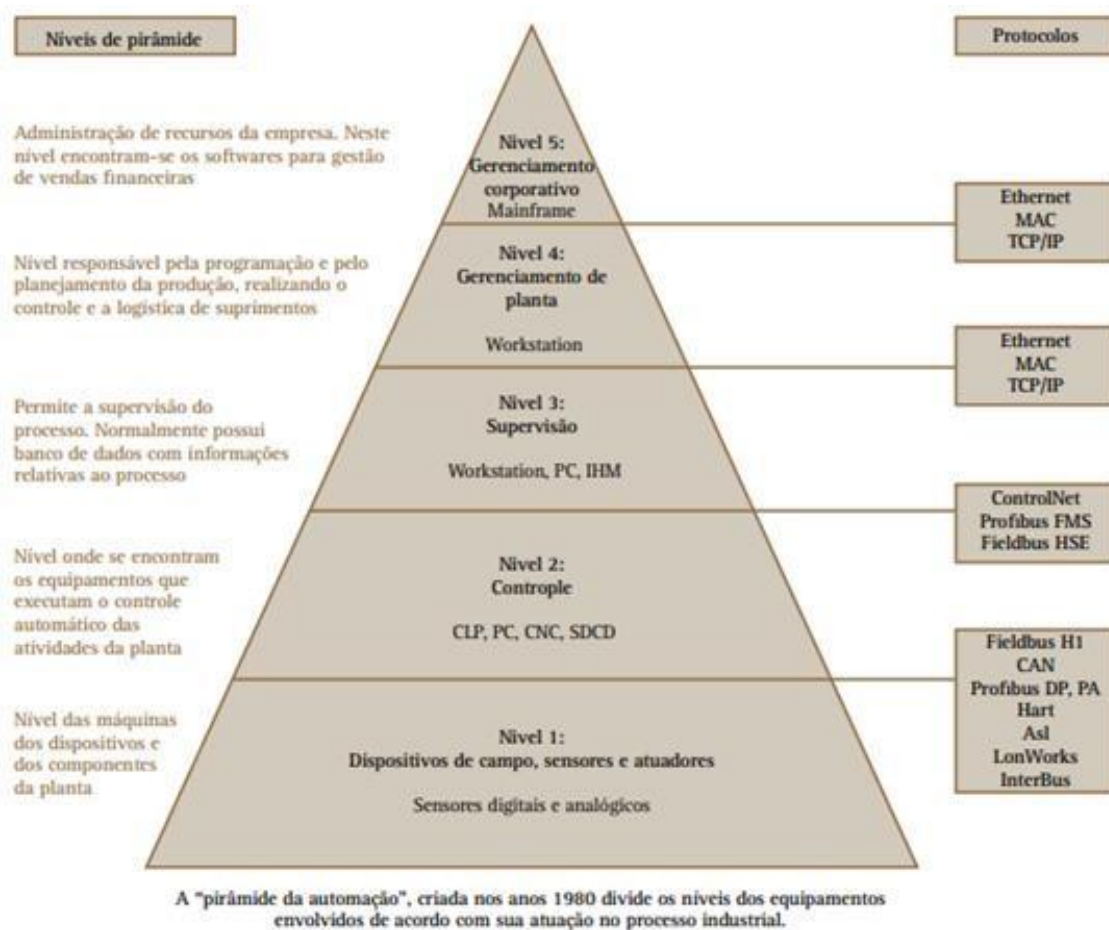 Níveis de pirâmide
Protocolos
Administração de recursos da empresa. Neste
nível encontram-se os softwares para gestão
de vendas financeiras
Nivel 5:
Gerenciamento
corporativo
Mainframe
Ethernet
MAC
TCP/IP
Nível responsável pela programação e pelo
planejamento da produção, realizando o
controle e a logística de suprimentos
Nivel 4:
Gerenciamento de
planta
Workstation
Ethernet
MAC
TCP/IP
Permite a supervisão do
processo. Normalmente possui
banco de dados com informações
relativas ao processo
Nivel 3:
Supervisão
Workstation, PC, IHM
ControlNet
Profibus FMS
Fieldbus HSE
Nível onde se encontram
os equipamentos que
executam o controle
automático das
atividades da planta
Nivel 2:
Controple
CLP, PC, CNC, SDCD
Fieldbus H1
CAN
Profibus DP, PA
Hart
Asl
LonWorks
InterBus
Nível das máquinas
dos dispositivos e
dos componentes
da planta
Nivel 1:
Dispositivos de campo, sensores e atuadores
Sensores digitais e analógicos
A "pirâmide da automação", criada nos anos 1980 divide os níveis dos equipamentos
envolvidos de acordo com sua atuação no processo industrial.